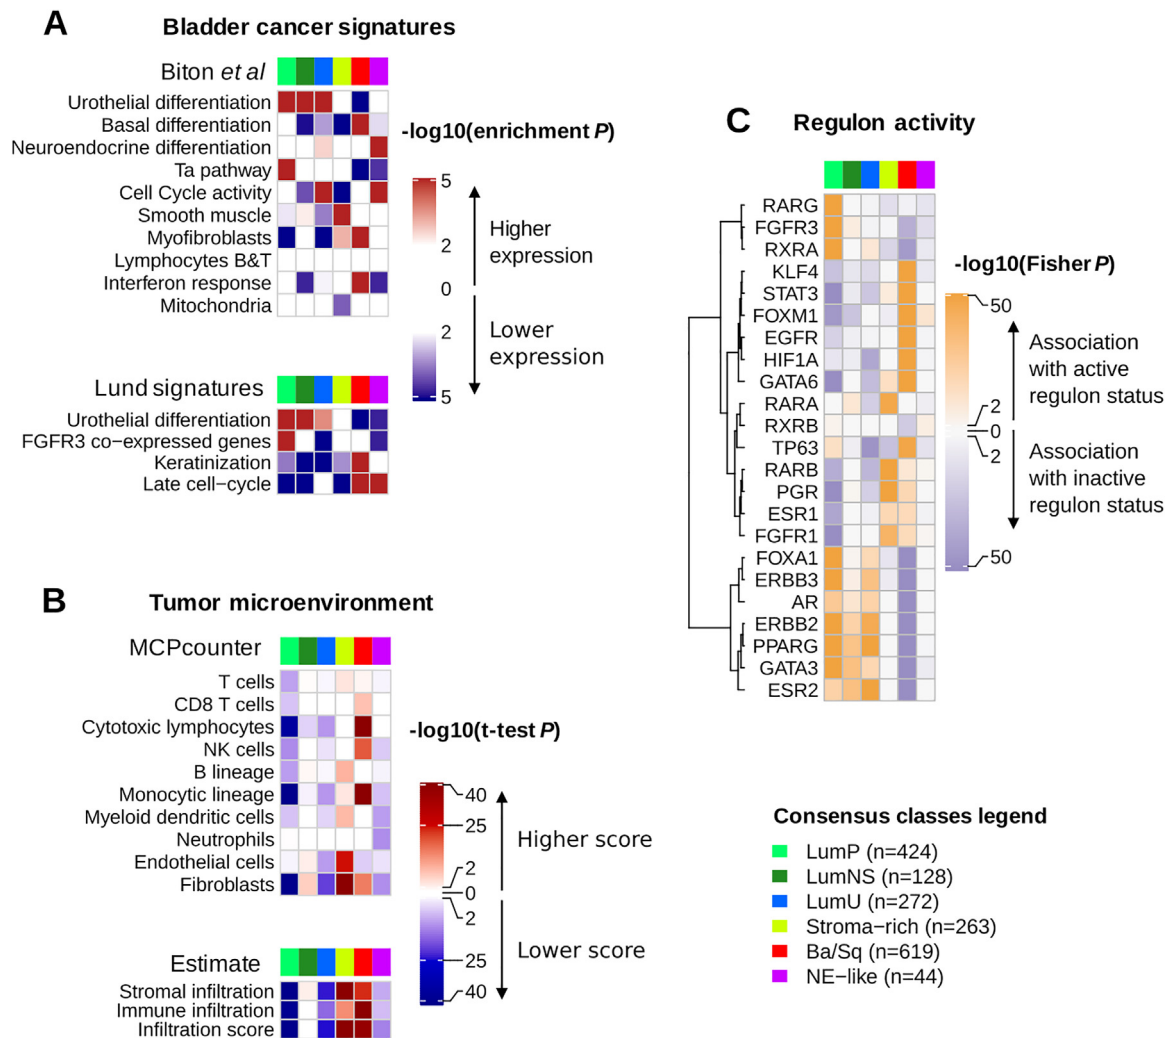 A
Bladder cancer signatures
Biton et al
Urothelial differentiation
Basal differentiation
Neuroendocrine differentiation
Ta pathway
Cell Cycle activity
Smooth muscle
Myofibroblasts
Lymphocytes B&T
Interferon response
Mitochondria
-log10(enrichment P)
5
2
0
2
5
Higher
expression
Lower
expression
Lund signatures
Urothelial differentiation
FGFR3 co−expressed genes
Keratinization
Late cell−cycle
B
Tumor microenvironment
MCPcounter
T cells
CD8 T cells
Cytotoxic lymphocytes
NK cells
B lineage
Monocytic lineage
Myeloid dendritic cells
Neutrophils
Endothelial cells
Fibroblasts
-log10(t-test P)
40
25
2
0
2
25
40
Higher score
Lower score
Estimate
Stromal infiltration
Immune infiltration
Infiltration score
C
Regulon activity
RARG
FGFR3
RXRA
KLF4
STAT3
FOXM1
EGFR
HIF1A
GATA6
RARA
RXRB
TP63
RARB
PGR
ESR1
FGFR1
FOXA1
ERBB3
AR
ERBB2
PPARG
GATA3
ESR2
-log10(Fisher P)
50
2
0
2
50
Association
with active
regulon status
Association
with inactive
regulon status
Consensus classes legend
LumP (n=424)
LumNS (n=128)
LumU (n=272)
Stroma−rich (n=263)
Ba/Sq (n=619)
NE−like (n=44)